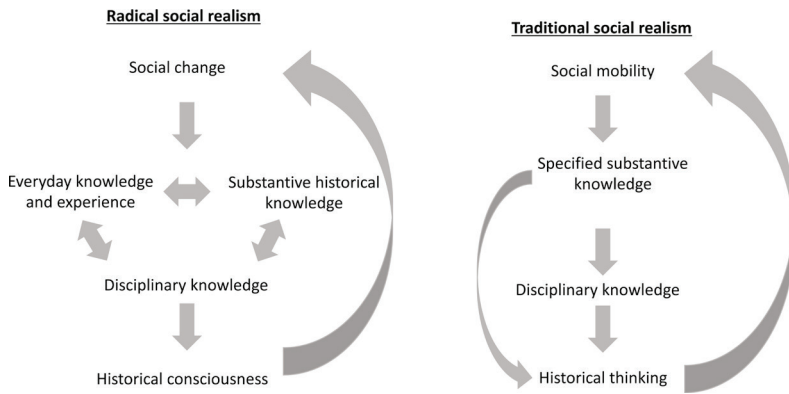 Radical social realism
Social change
Everyday knowledge
and experience
Substantive historical
knowledge
Disciplinary knowledge
Historical consciousness
Traditional social realism
Social mobility
Specified substantive
knowledge
Disciplinary knowledge
Historical thinking